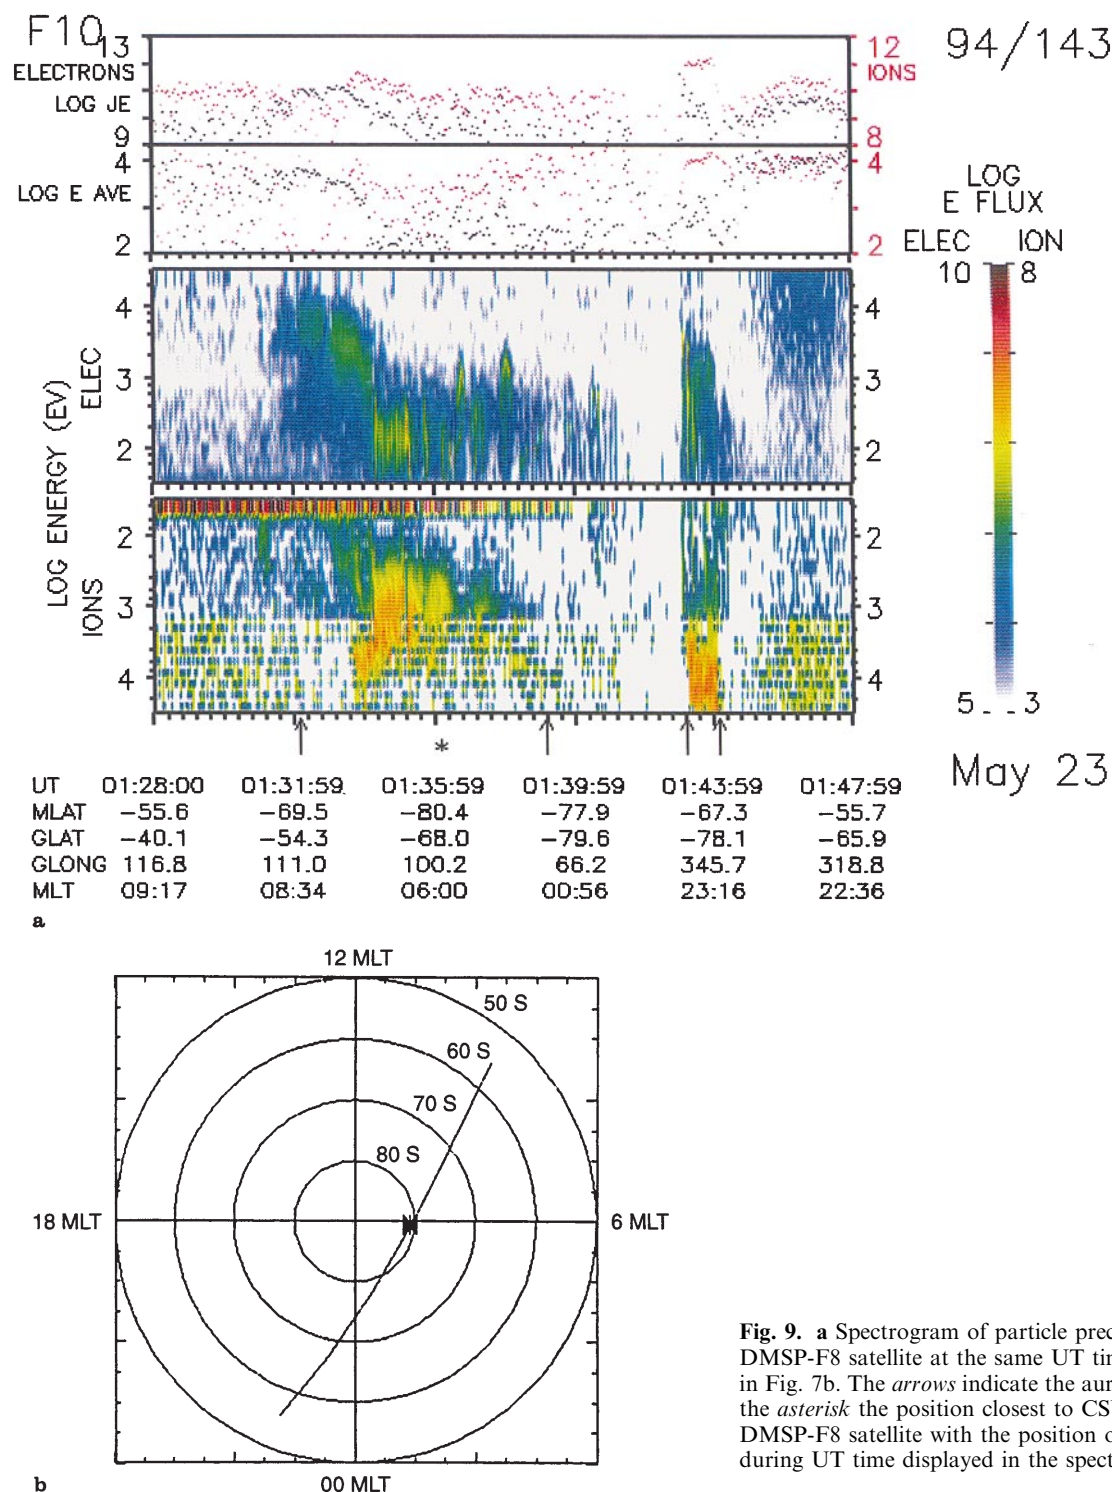 F10
94/143
13
12
ELECTRONS
IONS
LOG JE
9
8
4
4
LOG E AVE
2
2
LOG
E FLUX
ELEC ION
10 8
5 3
LOG ENERGY (EV)
ELEC
4
4
3
3
2
2
IONS
2
2
3
3
4
4
*
May 23
UT 01:28:00 01:31:59 01:35:59 01:39:59 01:43:59 01:47:59
MLAT -55.6 -69.5 -80.4 -77.9 -67.3 -55.7
GLAT -40.1 -54.3 -68.0 -79.6 -78.1 -65.9
GLONG 116.8 111.0 100.2 66.2 345.7 318.8
MLT 09:17 08:34 06:00 00:56 23:16 22:36
a
12 MLT
50 S
60 S
70 S
80 S
18 MLT
6 MLT
00 MLT
b
Fig. 9. a Spectrogram of particle prec
DMSP-F8 satellite at the same UT tim
in Fig. 7b. The arrows indicate the aur
the asterisk the position closest to CSV
DMSP-F8 satellite with the position o
during UT time displayed in the spect